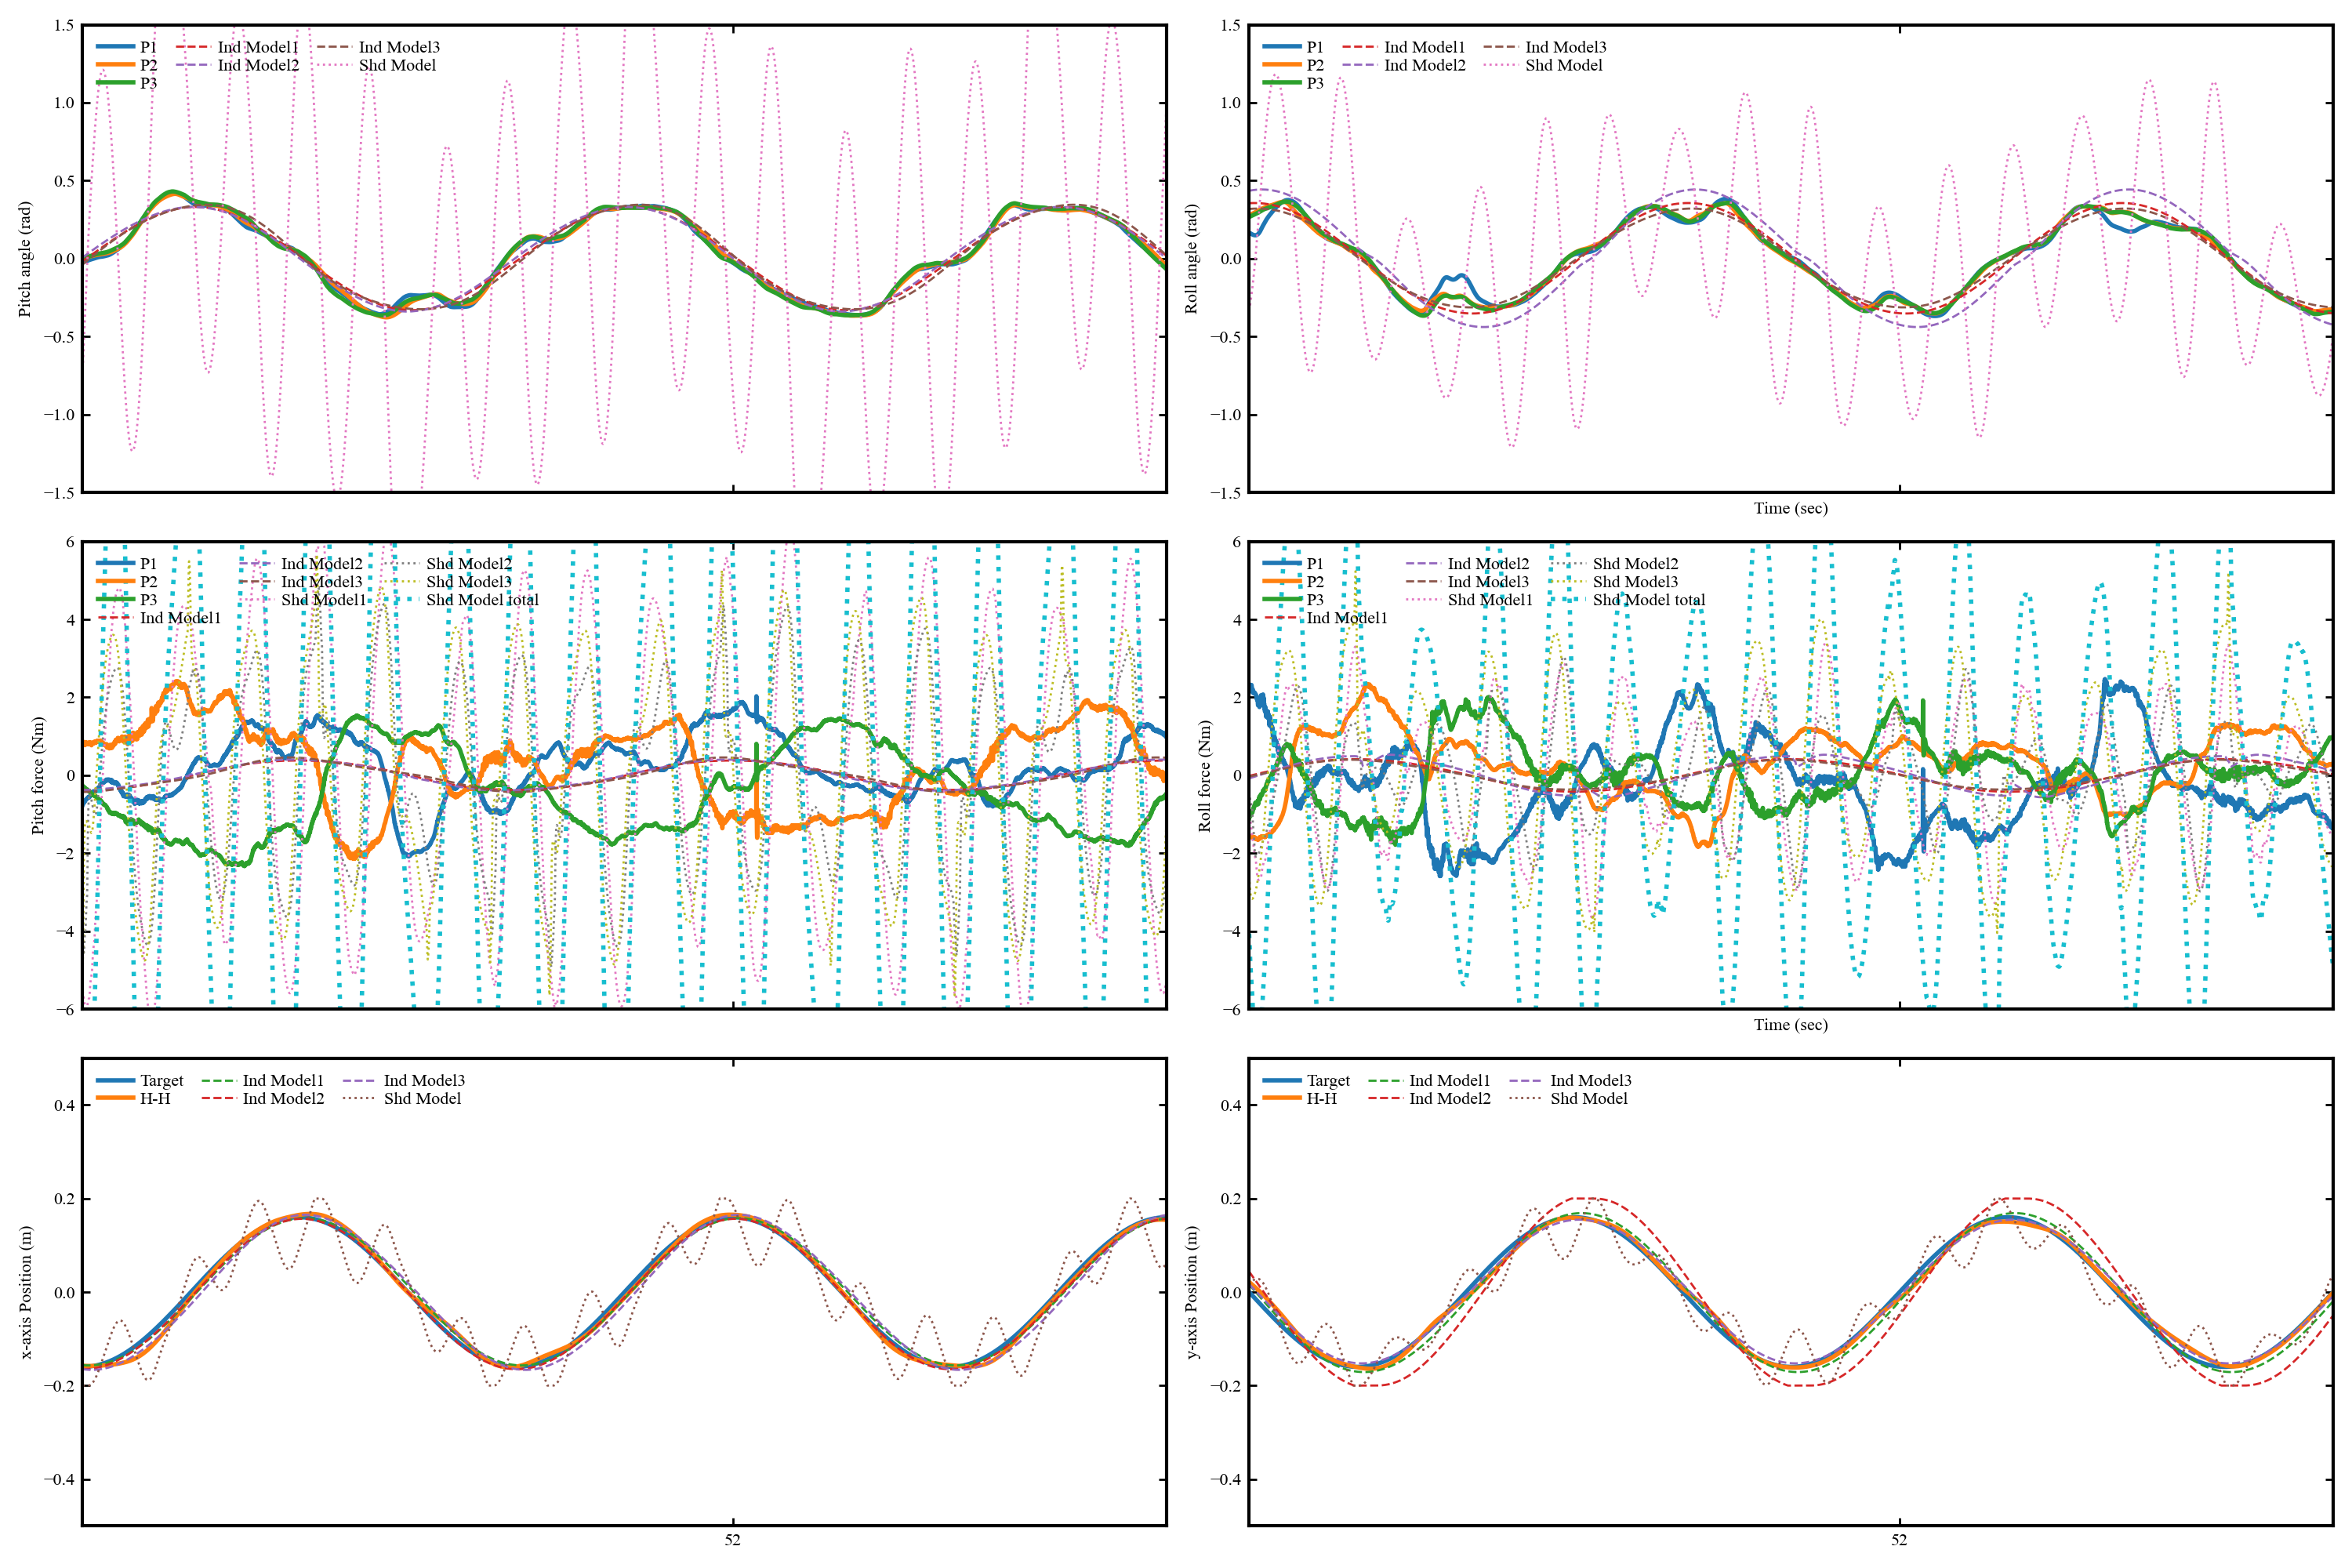 1.5
1.0
0.5
0.0
−0.5
−1.0
−1.5
Pitch angle (rad)
P1 Ind Model1 Ind Model3
P2 Ind Model2 Shd Model
P3
1.5
1.0
0.5
0.0
−0.5
−1.0
−1.5
Roll angle (rad)
P1 Ind Model1 Ind Model3
P2 Ind Model2 Shd Model
P3
Time (sec)
6
4
2
0
−2
−4
−6
Pitch force (Nm)
P1 Ind Model2 Shd Model2
P2 Ind Model3 Shd Model3
P3 Shd Model1 Shd Model total
Ind Model1
6
4
2
0
−2
−4
−6
Roll force (Nm)
P1 Ind Model2 Shd Model2
P2 Ind Model3 Shd Model3
P3 Shd Model1 Shd Model total
Ind Model1
Time (sec)
0.4
0.2
0.0
−0.2
−0.4
x-axis Position (m)
Target Ind Model1 Ind Model3
H-H Ind Model2 Shd Model
52
0.4
0.2
0.0
−0.2
−0.4
y-axis Position (m)
Target Ind Model1 Ind Model3
H-H Ind Model2 Shd Model
52